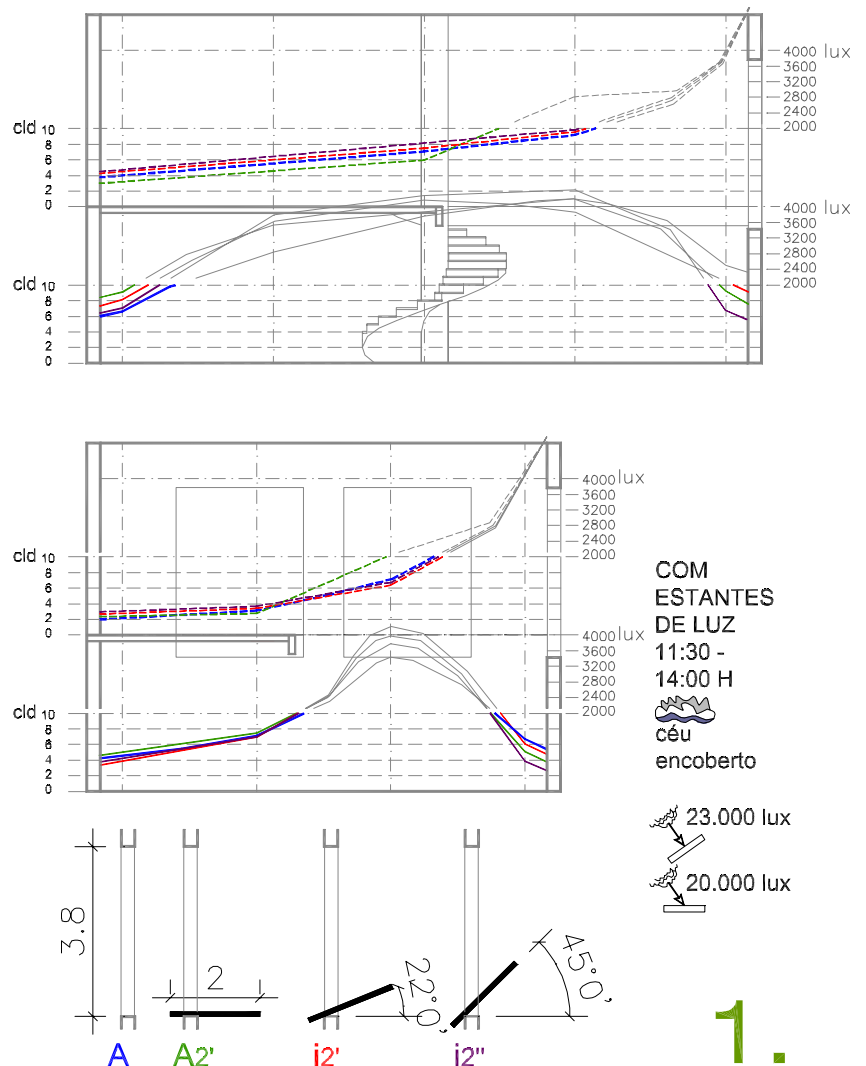 4000 lux
3600
3200
2800
2400
2000
cld 10
8
6
4
2
0
4000 lux
3600
3200
2800
2400
2000
cld 10
8
6
4
2
0
4000 lux
3600
3200
2800
2400
2000
cld 10
8
6
4
2
0
4000 lux
3600
3200
2800
2400
2000
cld 10
8
6
4
2
0
COM
ESTANTES
DE LUZ
11:30 -
14:00 H
céu
encoberto
23.000 lux
20.000 lux
3.8
2
22°0'
45°0'
A
A2'
i2'
i2"
1.